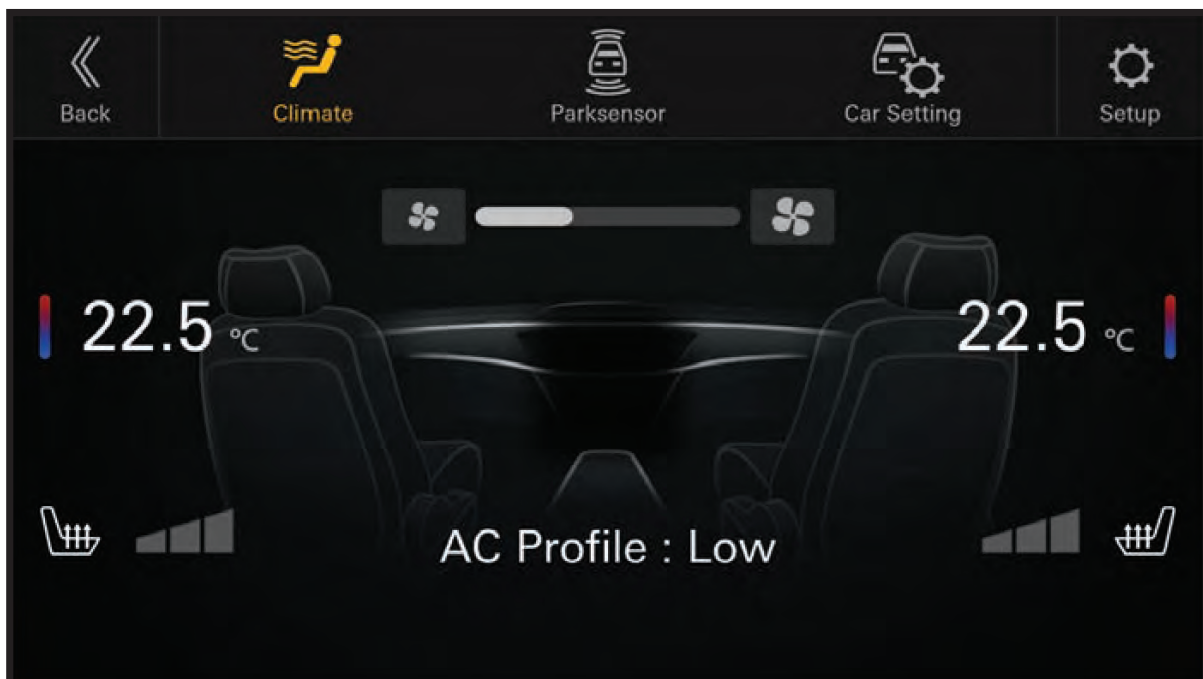 Back
Climate
Parksensor
Car Setting
Setup
22.5 °C
22.5 °C
AC Profile : Low